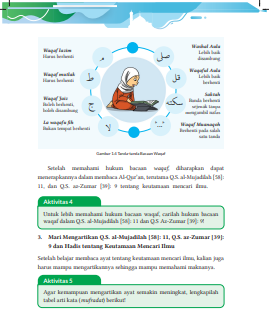 Waqaf lazim
Harus berhenti
م
Washal Aula
Lebih baik
disambung
صلى
Waqaf mutlak
Harus berhenti
ط
Waqaf Aula
Lebih baik
berhenti
قلى
Waqaf Jaiz
Boleh berhenti,
boleh disambung
ج
Saktah
Tanda berhenti
sejenak tanpa
mengambil nafas
La waqafa fih
Bukan tempat berhenti
لا
Waqaf Muanaqah
Berhenti pada salah
satu tanda
Gambar 1.4 Tanda-tanda Bacaan Waqaf
Setelah memahami bacaan waqaf, diharapkan dapat
menerapkannya dalam membaca Al-Qur'an, terutama Q.S. al-Mujadilah [58]:
11, dan Q.S. az-Zumar [39]: 9 tentang keutamaan mencari ilmu.
Aktivitas 4
Untuk lebih memahami hukum bacaan waqaf, carilah hukum bacaan
waqaf dalam Q.S. al-Mujadilah [58]: 11 dan Q.S Az-Zumar [39]: 9!
3. Mari Mengartikan Q.S. al-Mujadilah [58]: 11, Q.S. az-Zumar [39]:
9 dan Hadis tentang Keutamaan Mencari Ilmu
Setelah belajar membaca ayat tentang keutamaan mencari ilmu, kalian juga
harus mampu mengartikannya sehingga mampu memahami maknanya.
Aktivitas 5
Agar kemampuan mengartikan ayat semakin meningkat, lengkapilah
tabel arti kata (mufradat) berikut!